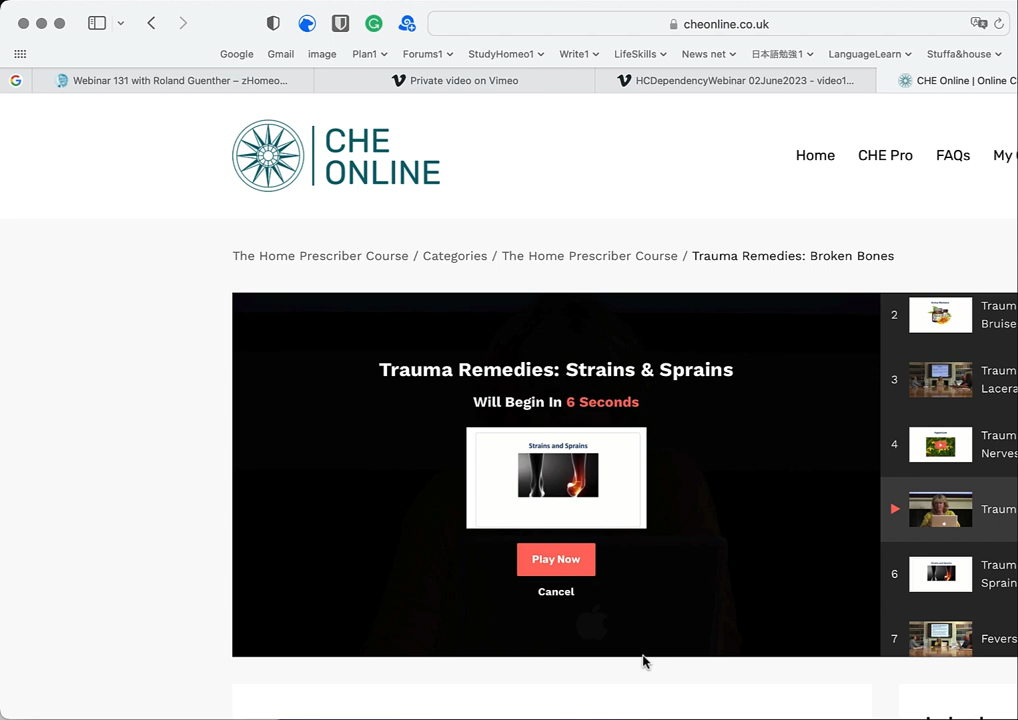 cheonline.co.uk
Google Gmail image Plan1 Forums1 StudyHomeo1 Write1 LifeSkills News net 日本語勉強1 LanguageLearn Stuffa&house
Webinar 131 with Roland Guenther – zHomeo... Private video on Vimeo HCDependencyWebinar 02June2023 - video1... CHE Online | Online C
CHE
ONLINE
Home CHE Pro FAQs My
The Home Prescriber Course / Categories / The Home Prescriber Course / Trauma Remedies: Broken Bones
Trauma Remedies: Strains & Sprains
Will Begin In 6 Seconds
Strains and Sprains
Play Now
Cancel
2 Traum
Bruise
3 Traum
Lacera
4 Traum
Nerves
Traum
6 Traum
Sprain
7 Fevers